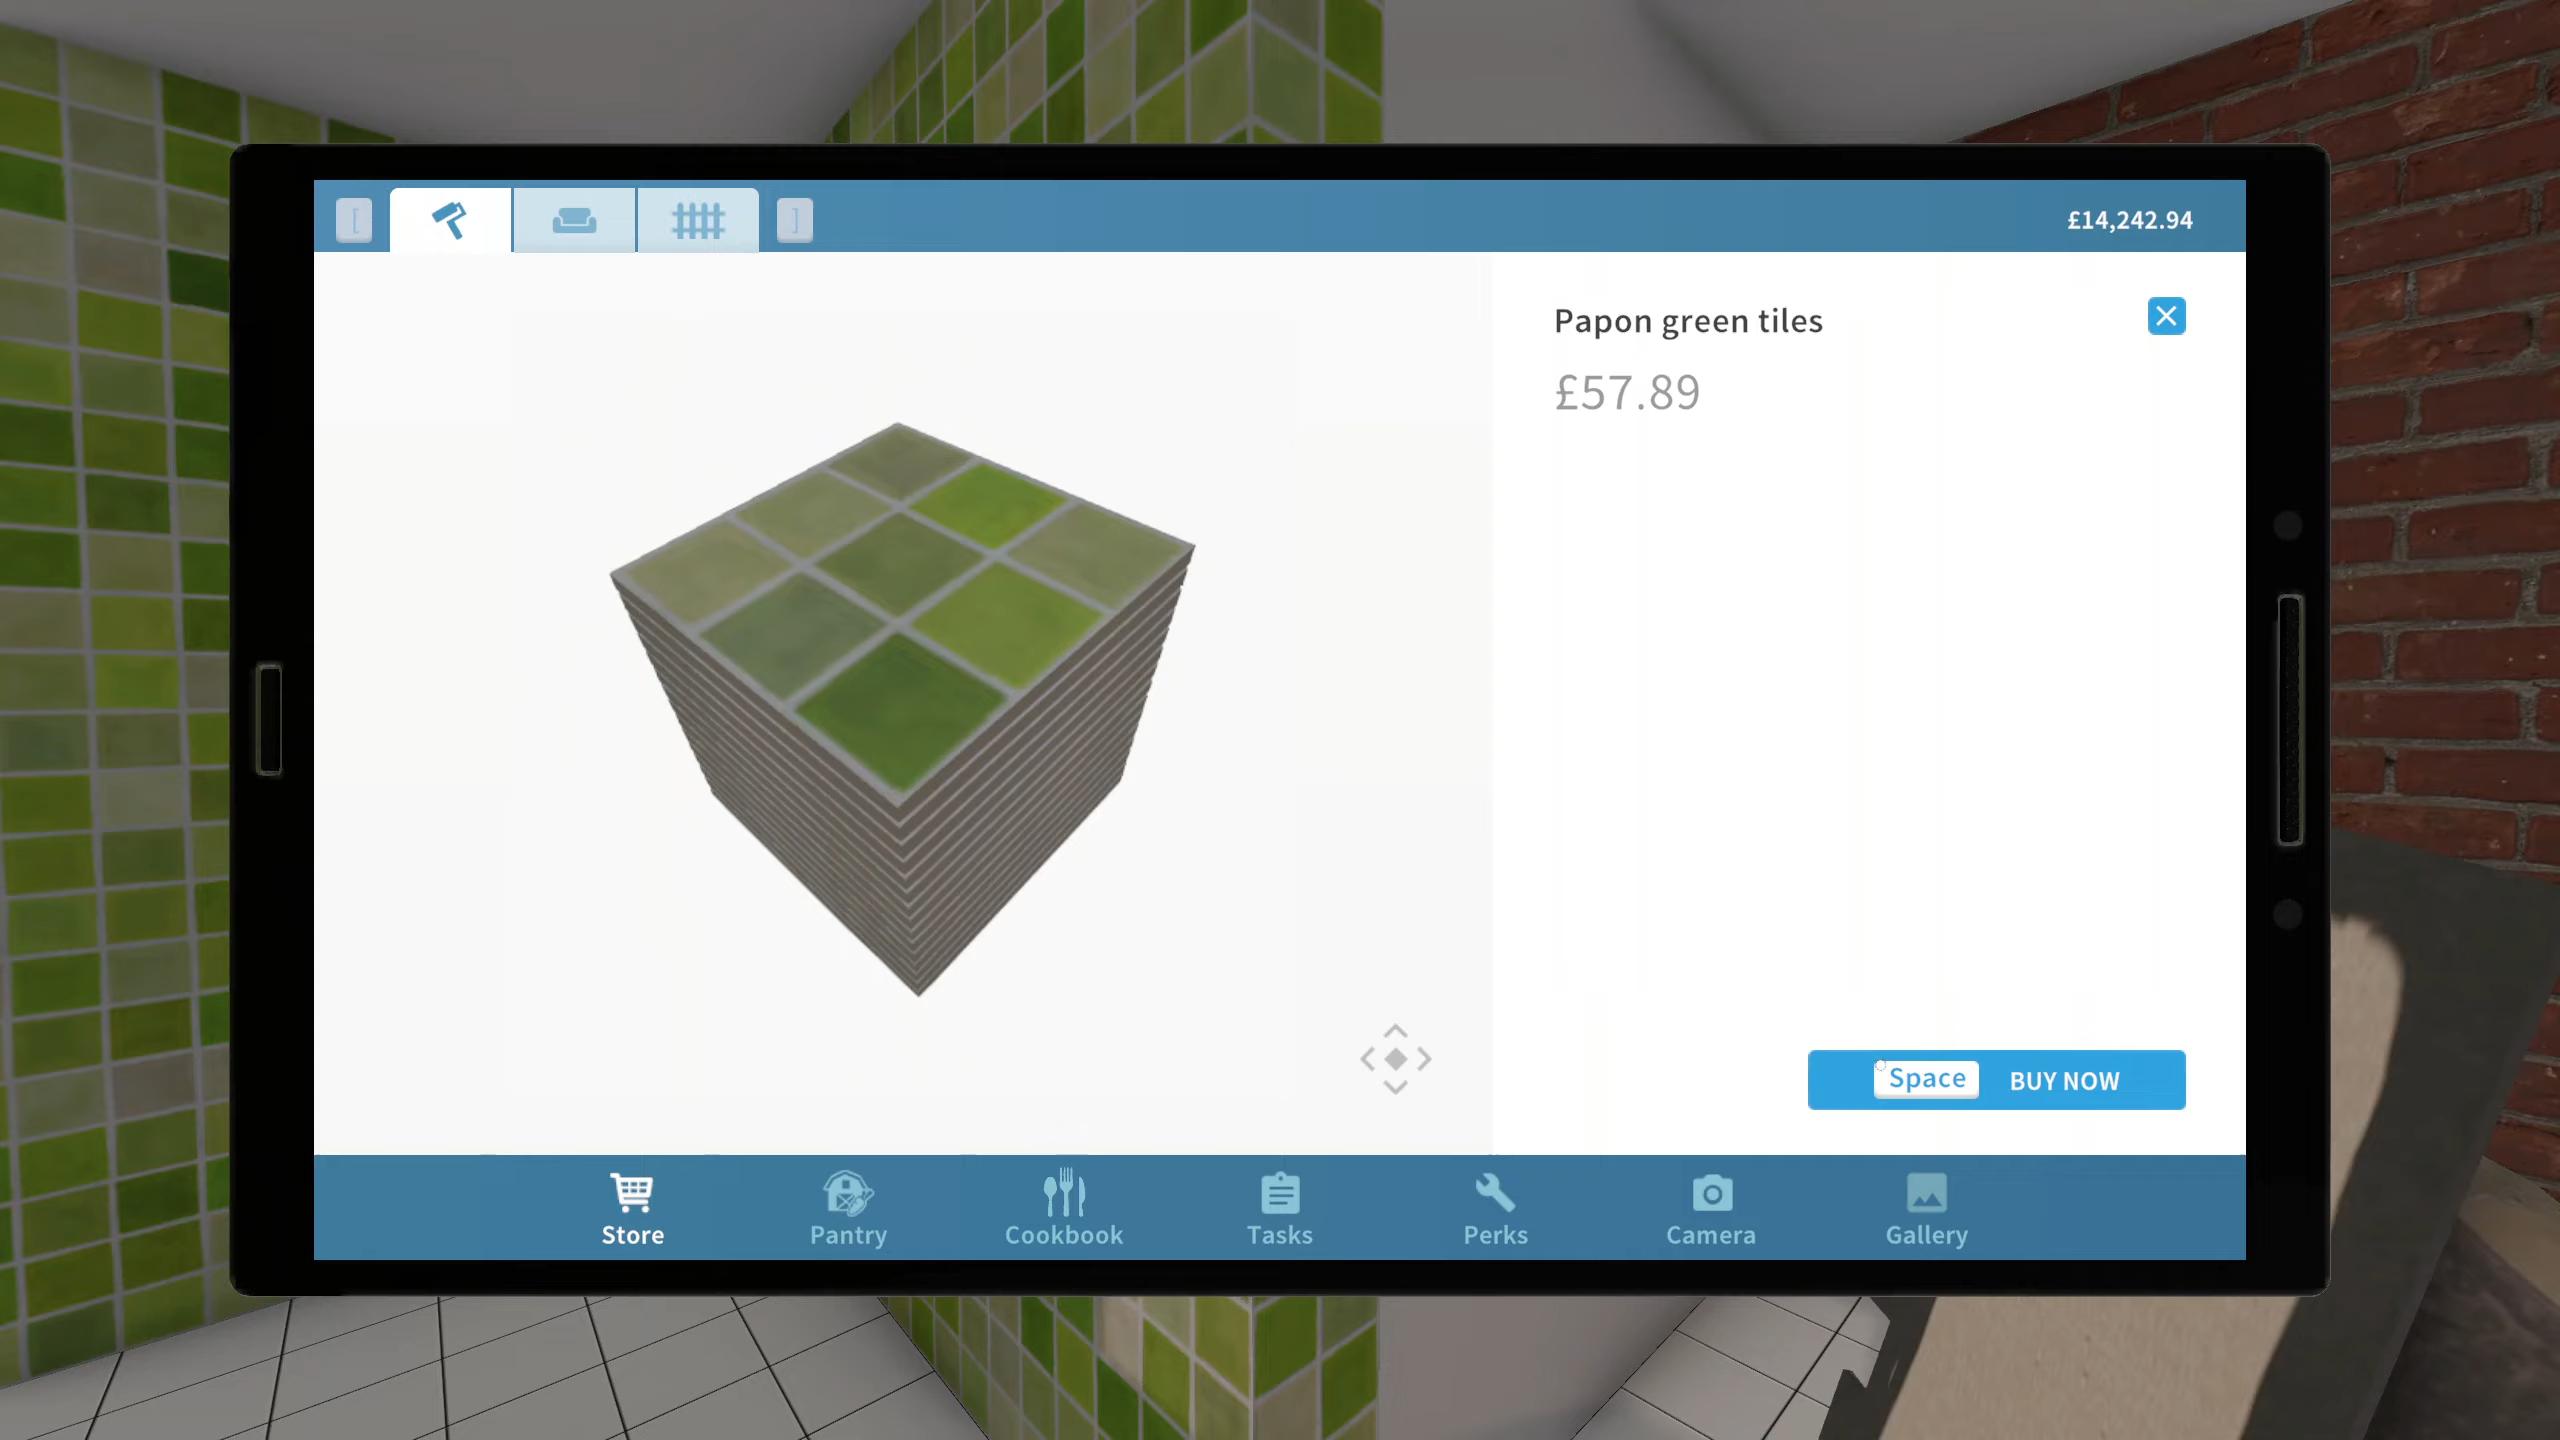 [
]
£14,242.94
Papon green tiles
£57.89
Space BUY NOW
Store
Pantry
Cookbook
Tasks
Perks
Camera
Gallery